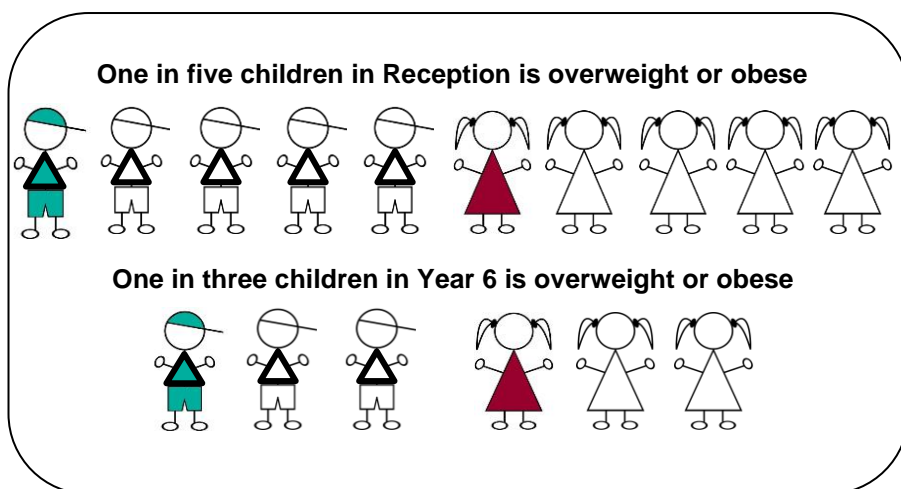 One in five children in Reception is overweight or obese
One in three children in Year 6 is overweight or obese